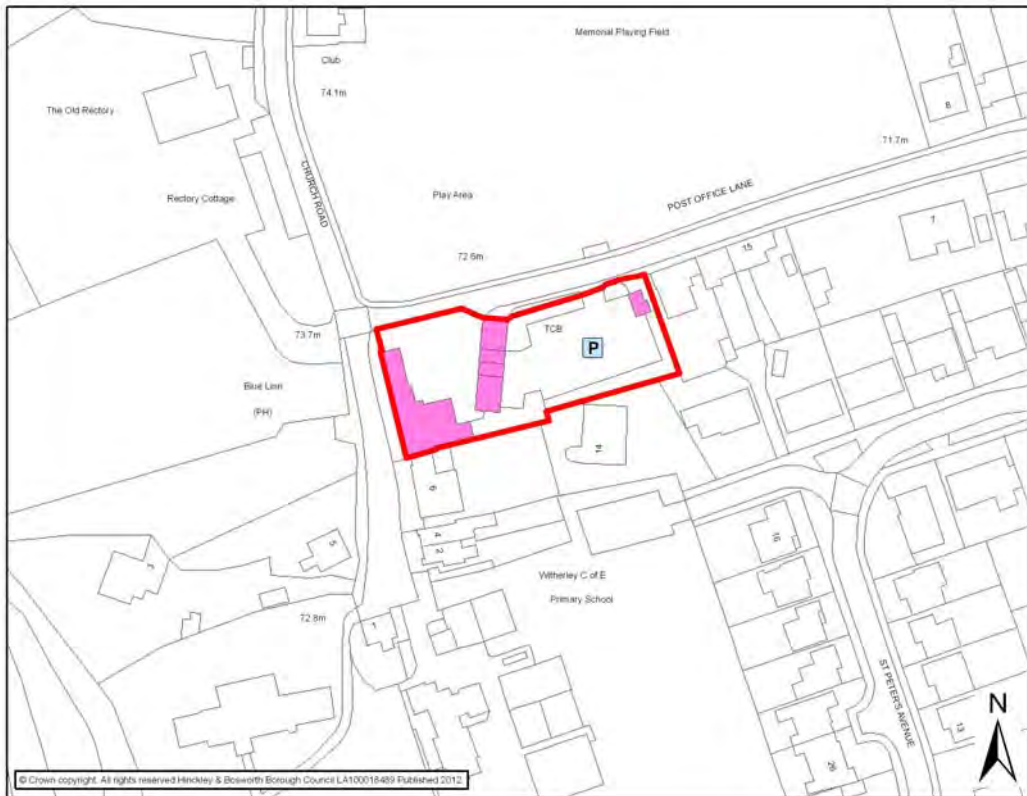 Memorial Playing Field
Club
74.1m
The Old Rectory
8
71.7m
CHURCH ROAD
Rectory Cottage
Play Area
POST OFFICE LANE
7
15
72.6m
73.7m
TCB
P
Blue Linn
(PH)
14
6
4
2
5
16
Witherley C of E
Primary School
72.8m
1
ST PETER'S AVENUE
N
13
26
© Crown copyright. All rights reserved Hinckley & Bosworth Borough Council LA100018489 Published 2012